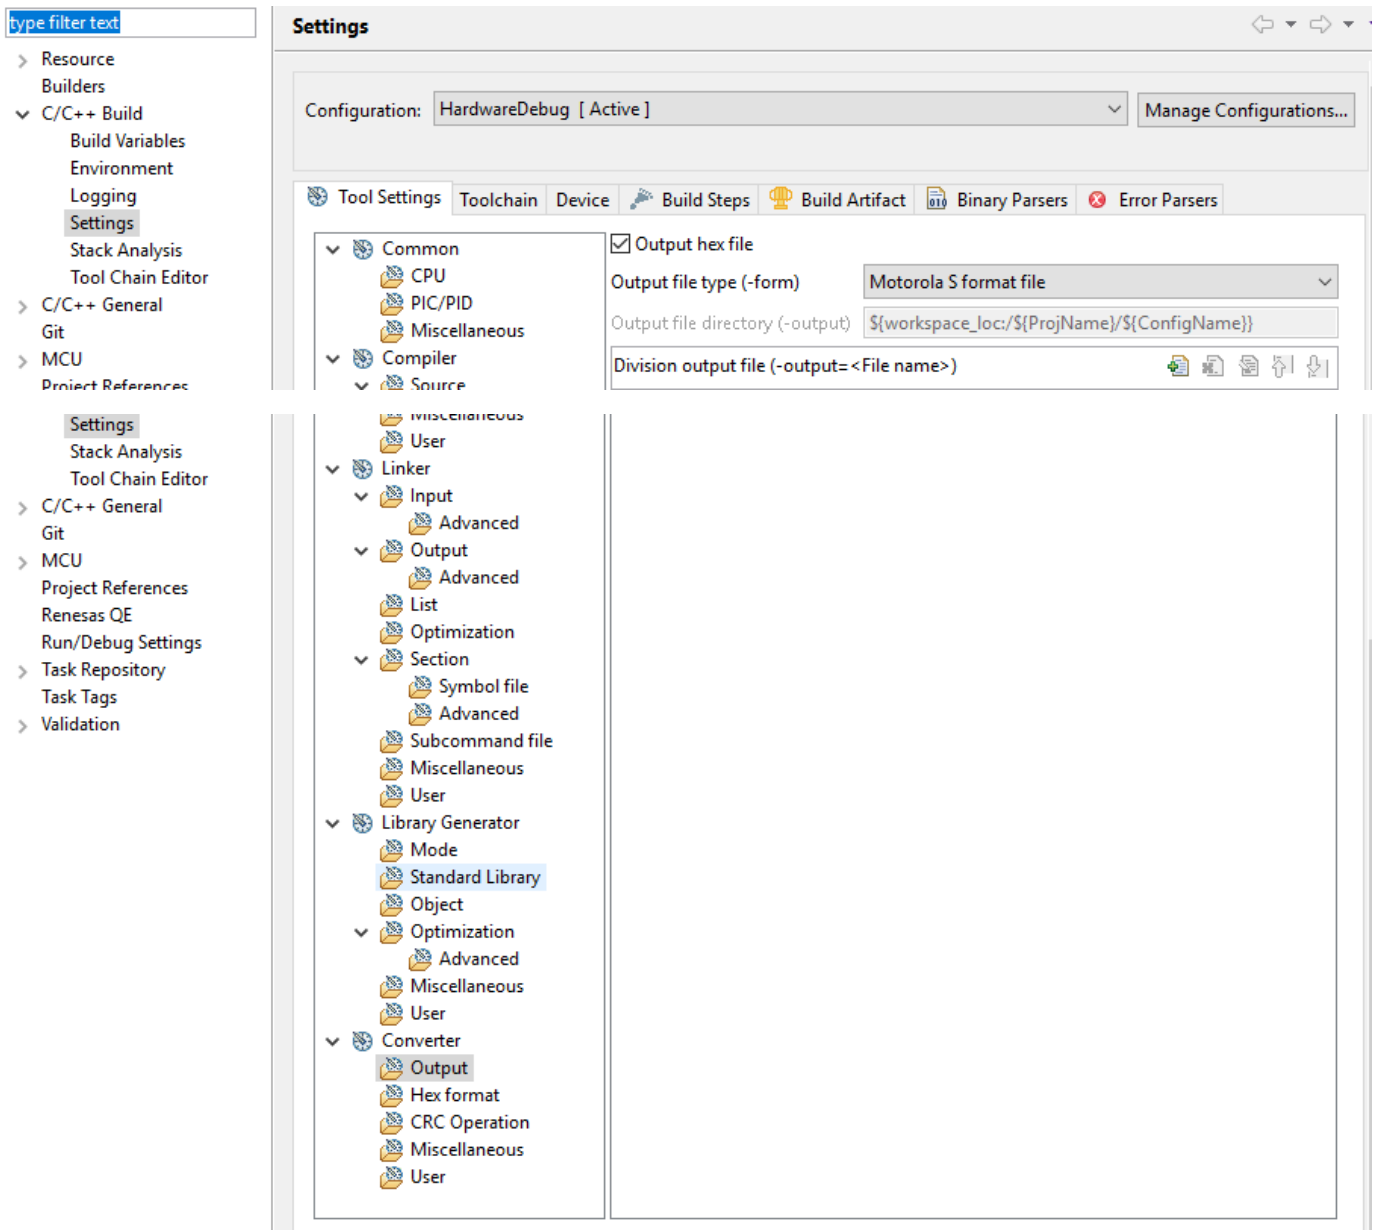 type filter text
Resource
Builders
C/C++ Build
Build Variables
Environment
Logging
Settings
Stack Analysis
Tool Chain Editor
C/C++ General
Git
MCU
Project References
Settings
Stack Analysis
Tool Chain Editor
C/C++ General
Git
MCU
Project References
Renesas QE
Run/Debug Settings
Task Repository
Task Tags
Validation
Settings
Configuration: HardwareDebug [ Active ] Manage Configurations...
Tool Settings Toolchain Device Build Steps Build Artifact Binary Parsers Error Parsers
Common
CPU
PIC/PID
Miscellaneous
Compiler
Source
Miscellaneous
User
Linker
Input
Advanced
Output
Advanced
List
Optimization
Section
Symbol file
Advanced
Subcommand file
Miscellaneous
User
Library Generator
Mode
Standard Library
Object
Optimization
Advanced
Miscellaneous
User
Converter
Output
Hex format
CRC Operation
Miscellaneous
User
Output hex file
Output file type (-form) Motorola S format file
Output file directory (-output) ${workspace_loc:/${ProjName}/${ConfigName}}
Division output file (-output=<File name>)